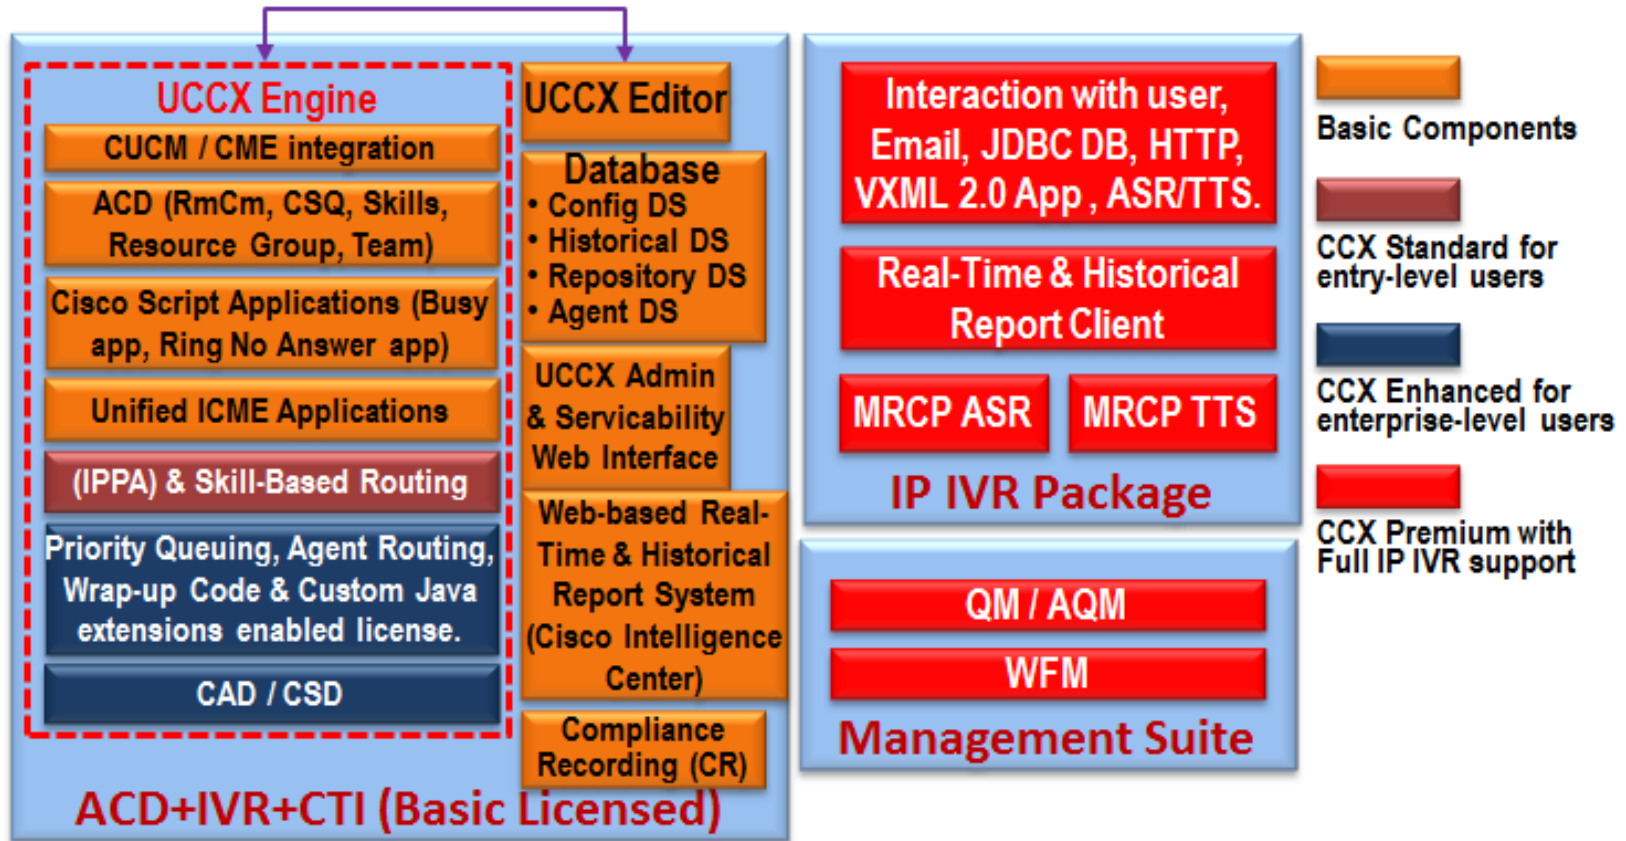 UCCX Engine
CUCM / CME integration
ACD (RmCm, CSQ, Skills,
Resource Group, Team)
Cisco Script Applications (Busy
app, Ring No Answer app)
Unified ICME Applications
(IPPA) & Skill-Based Routing
Priority Queuing, Agent Routing,
Wrap-up Code & Custom Java
extensions enabled license.
CAD / CSD
UCCX Editor
Database
• Config DS
• Historical DS
• Repository DS
• Agent DS
UCCX Admin
& Servicability
Web Interface
Web-based Real-
Time & Historical
Report System
(Cisco Intelligence
Center)
Compliance
Recording (CR)
ACD+IVR+CTI (Basic Licensed)
Interaction with user,
Email, JDBC DB, HTTP,
VXML 2.0 App , ASR/TTS.
Real-Time & Historical
Report Client
MRCP ASR
MRCP TTS
IP IVR Package
QM / AQM
WFM
Management Suite
Basic Components
CCX Standard for
entry-level users
CCX Enhanced for
enterprise-level users
CCX Premium with
Full IP IVR support